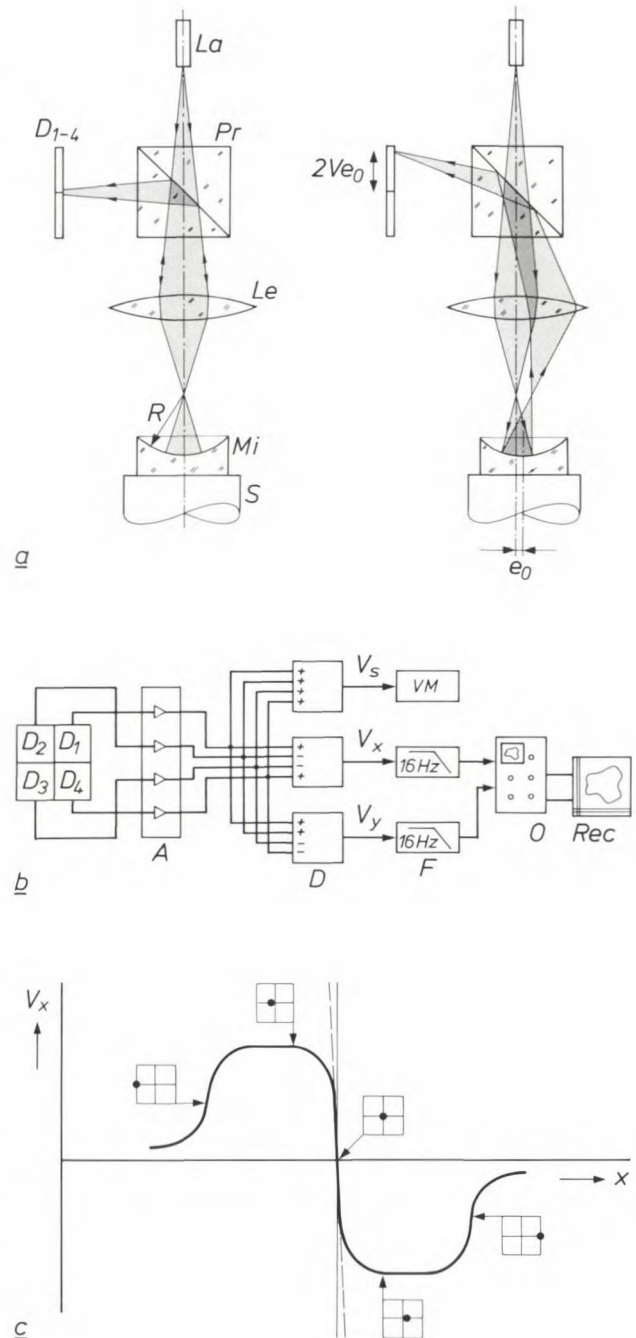 La
D₁₋₄
Pr
2Ve₀
Le
R
Mi
S
e₀
a
Vₛ
VM
D₂ D₁
D₃ D₄
+
+
+
+
+
−
−
+
Vₓ
16Hz
+
+
−
−
V_y
16Hz
A
D
F
O
Rec
b
Vₓ
x
c